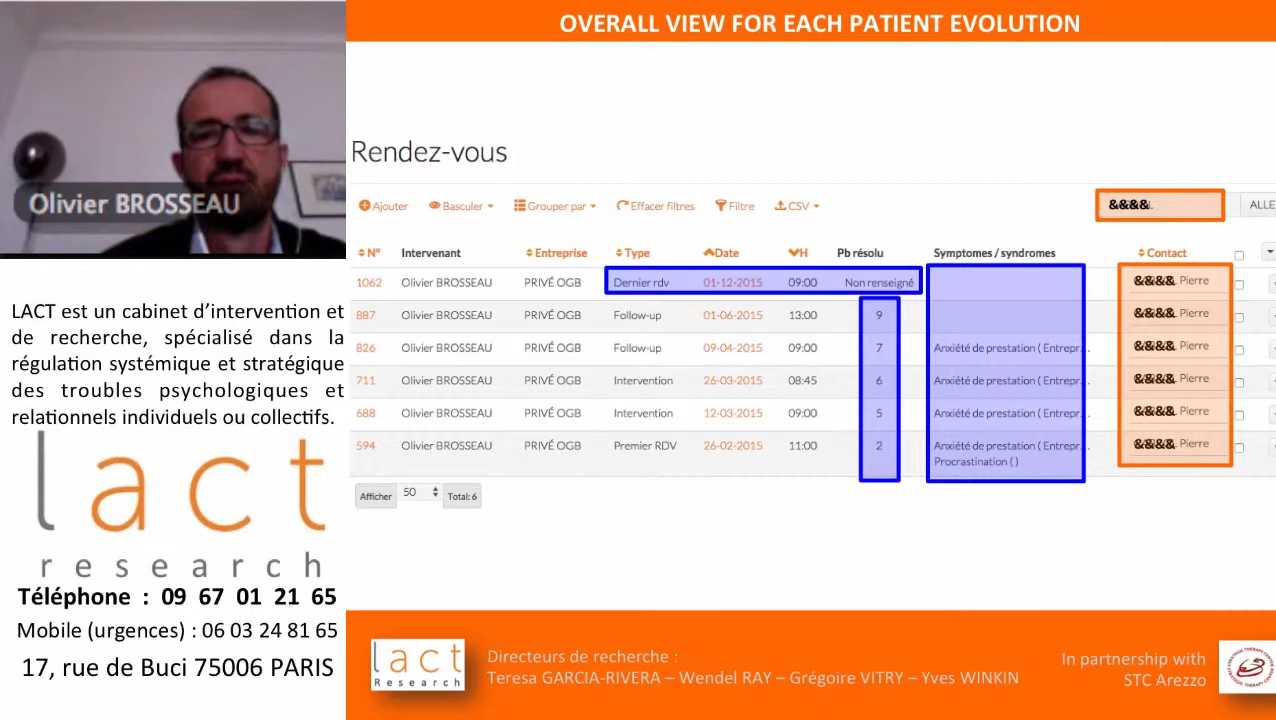 OVERALL VIEW FOR EACH PATIENT EVOLUTION
Olivier BROSSEAU
Rendez-vous
Ajouter Basculer Grouper par Effacer filtres Filtre CSV &&&& ALLE
N° Intervenant Entreprise Type Date H Pb résolu Symptomes / syndromes Contact
1062 Olivier BROSSEAU PRIVÉ OGB Dernier rdv 01-12-2015 09:00 Non renseigné &&&& Pierre
887 Olivier BROSSEAU PRIVÉ OGB Follow-up 01-06-2015 13:00 9 &&&& Pierre
826 Olivier BROSSEAU PRIVÉ OGB Follow-up 09-04-2015 09:00 7 Anxiété de prestation ( Entrepr... &&&& Pierre
711 Olivier BROSSEAU PRIVÉ OGB Intervention 26-03-2015 08:45 6 Anxiété de prestation ( Entrepr... &&&& Pierre
688 Olivier BROSSEAU PRIVÉ OGB Intervention 12-03-2015 09:00 5 Anxiété de prestation ( Entrepr... &&&& Pierre
594 Olivier BROSSEAU PRIVÉ OGB Premier RDV 26-02-2015 11:00 2 Anxiété de prestation ( Entrepr... &&&& Pierre
Procrastination ( )
Afficher 50 Total: 6
LACT est un cabinet d'intervention et
de recherche, spécialisé dans la
régulation systémique et stratégique
des troubles psychologiques et
relationnels individuels ou collectifs.
lact
research
Téléphone : 09 67 01 21 65
Mobile (urgences) : 06 03 24 81 65
17, rue de Buci 75006 PARIS
lact
Research
Directeurs de recherche :
Teresa GARCIA-RIVERA – Wendel RAY – Grégoire VITRY – Yves WINKIN
In partnership with
STC Arezzo